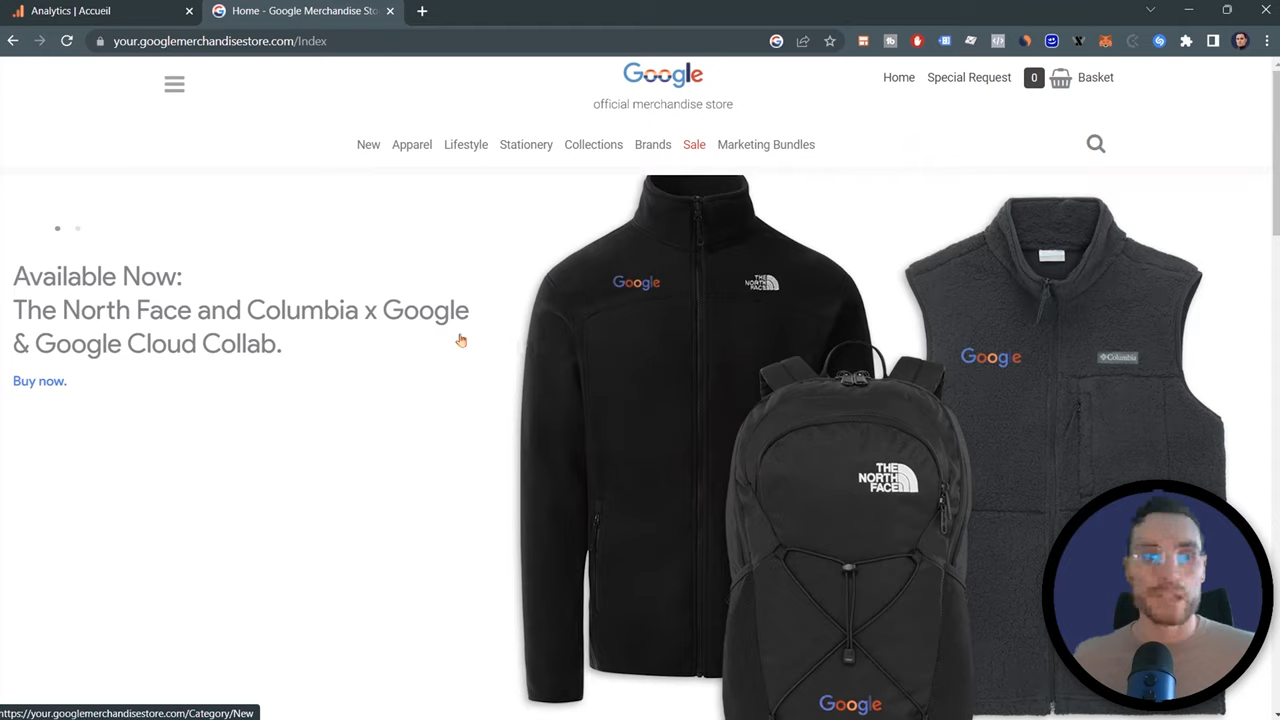 Analytics | Accueil
Home - Google Merchandise Sto
your.googlemerchandisestore.com/Index
Google
official merchandise store
Home
Special Request
0
Basket
New
Apparel
Lifestyle
Stationery
Collections
Brands
Sale
Marketing Bundles
Available Now:
The North Face and Columbia x Google
& Google Cloud Collab.
Buy now.
Google
THE
NORTH
FACE
Google
Columbia
THE
NORTH
FACE
Google
https://your.googlemerchandisestore.com/Category/New